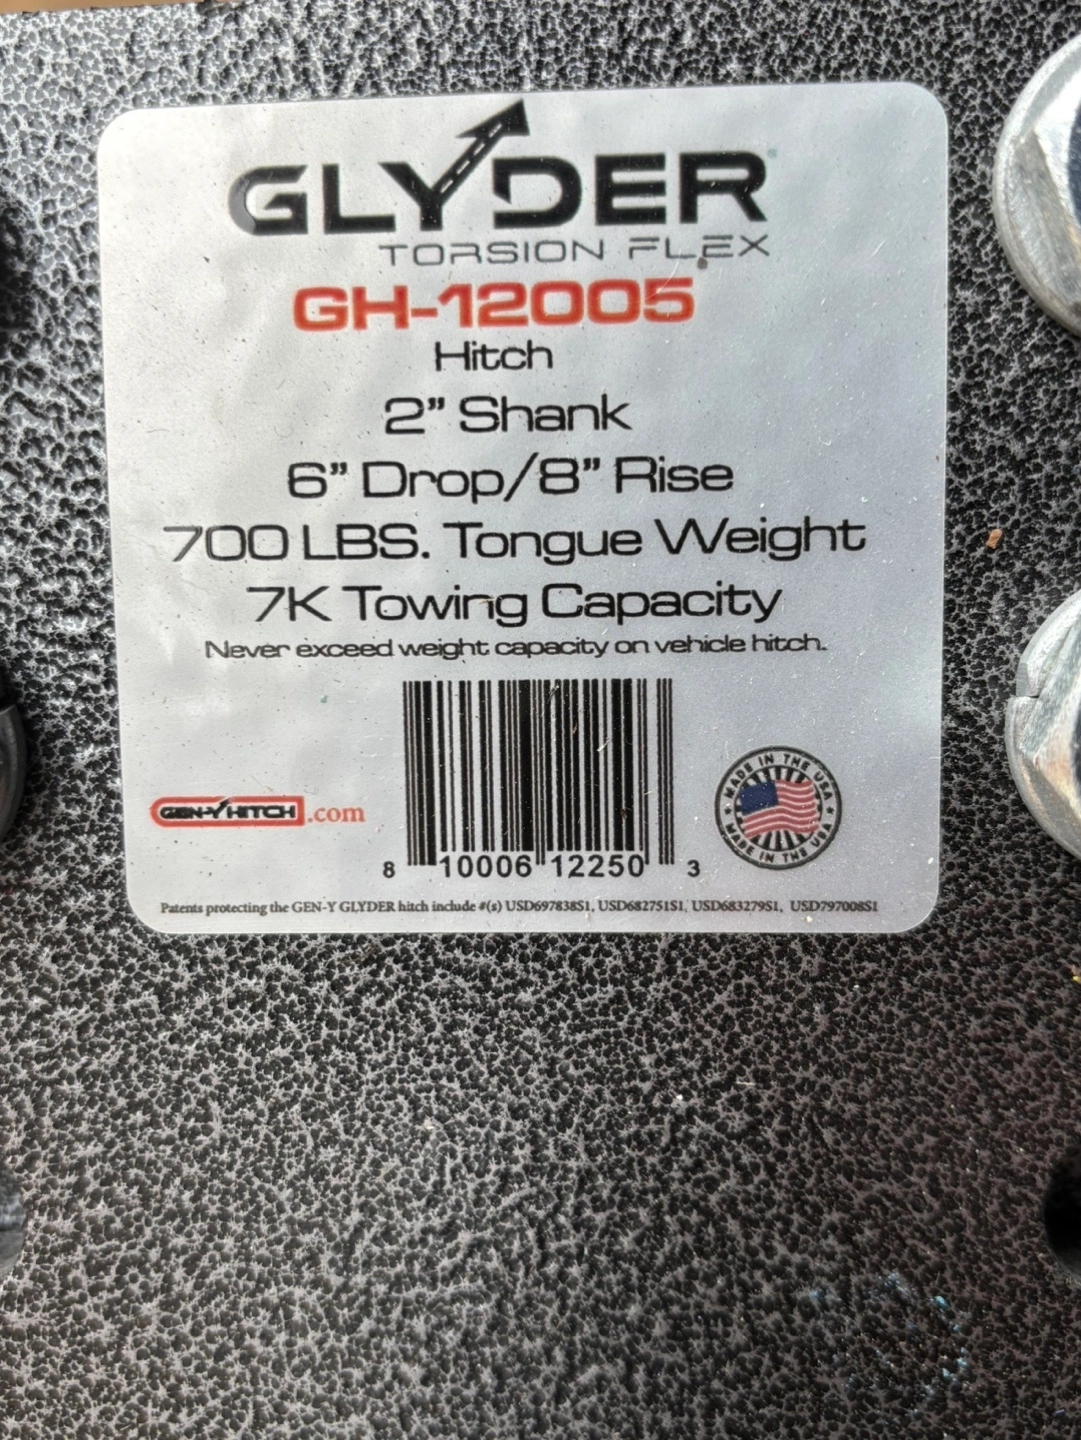 GLYDER
TORSION FLEX
GH-12005
Hitch
2” Shank
6” Drop/8” Rise
700 LBS. Tongue Weight
7K Towing Capacity
Never exceed weight capacity on vehicle hitch.
GEN-Y HITCH.com
8 10006 12250 3
MADE IN THE USA
MADE IN THE USA
Patents protecting the GEN-Y GLYDER hitch include #(s) USD697838S1, USD682751S1, USD683279S1, USD797008S1